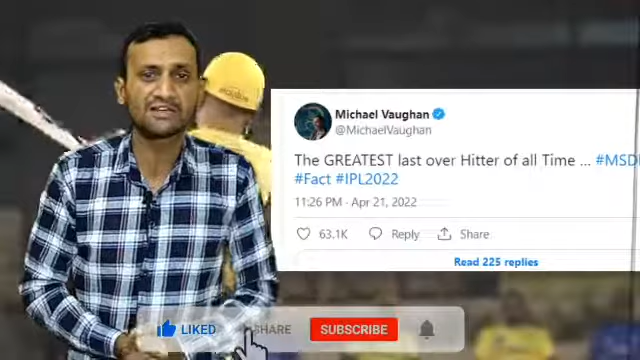 Michael Vaughan
@MichaelVaughan
The GREATEST last over Hitter of all Time ... #MSD
#Fact #IPL2022
11:26 PM · Apr 21, 2022
63.1K Reply Share
Read 225 replies
LIKED SHARE SUBSCRIBE